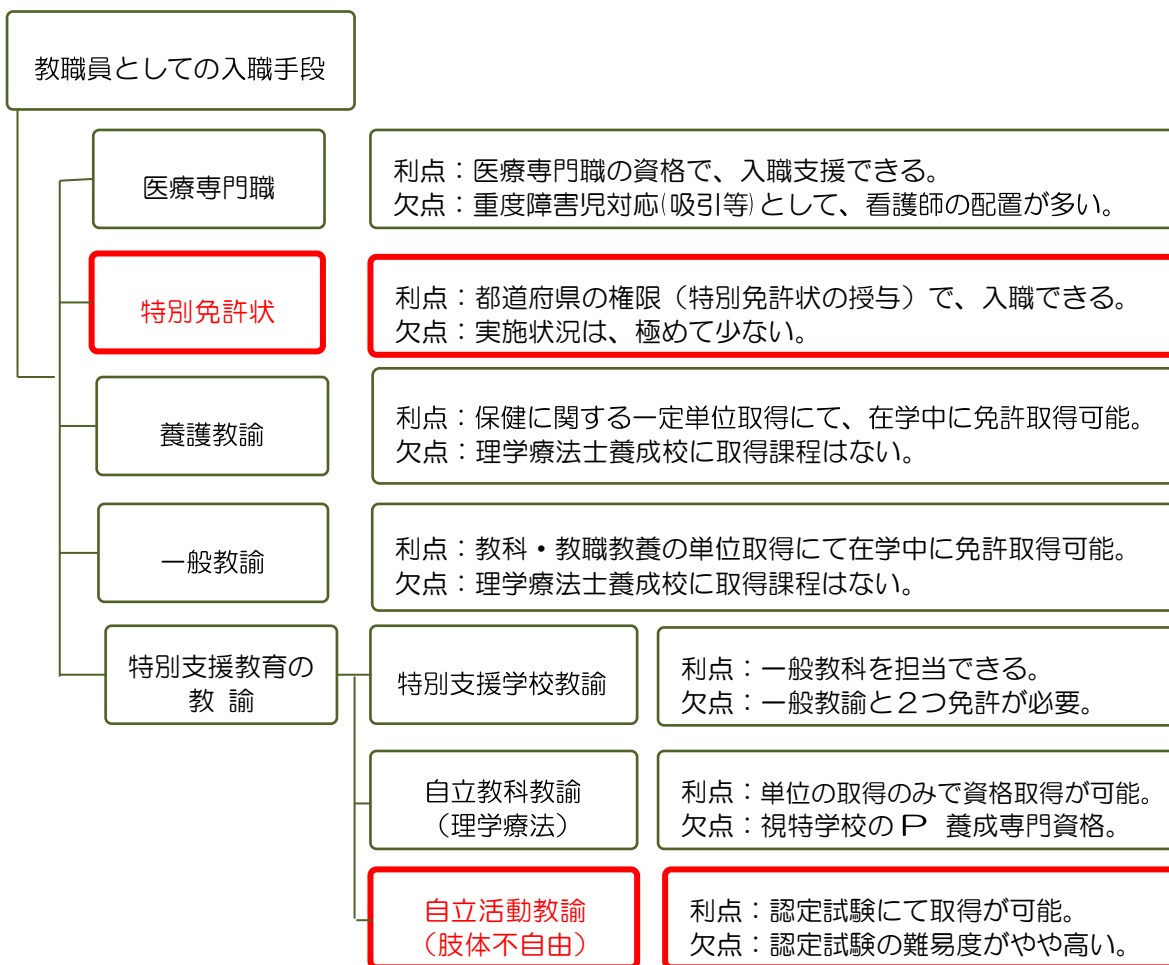 教職員としての入職手段
医療専門職
利点：医療専門職の資格で、入職支援できる。
欠点：重度障害児対応(吸引等)として、看護師の配置が多い。
特別免許状
利点：都道府県の権限（特別免許状の授与）で、入職できる。
欠点：実施状況は、極めて少ない。
養護教諭
利点：保健に関する一定単位取得にて、在学中に免許取得可能。
欠点：理学療法士養成校に取得課程はない。
一般教諭
利点：教科・教職教養の単位取得にて在学中に免許取得可能。
欠点：理学療法士養成校に取得課程はない。
特別支援教育の
教 諭
特別支援学校教諭
利点：一般教科を担当できる。
欠点：一般教諭と２つ免許が必要。
自立教科教諭
（理学療法）
利点：単位の取得のみで資格取得が可能。
欠点：視特学校のＰ 養成専門資格。
自立活動教諭
（肢体不自由）
利点：認定試験にて取得が可能。
欠点：認定試験の難易度がやや高い。